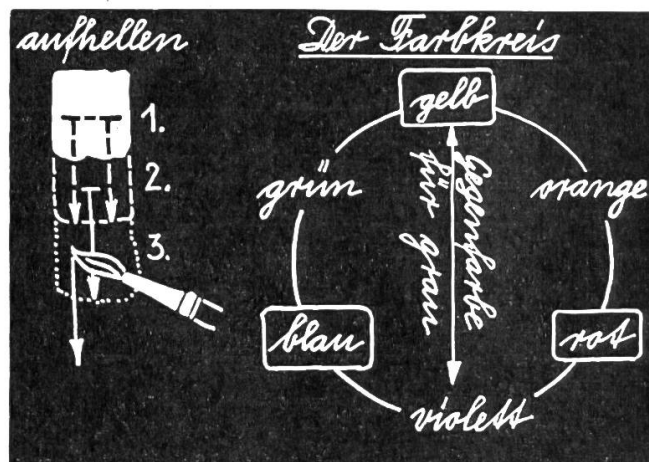 aufhellen
1.
2.
3.
Der Farbkreis
gelb
grün
orange
Gegenfarbe
für grau
blau
rot
violett